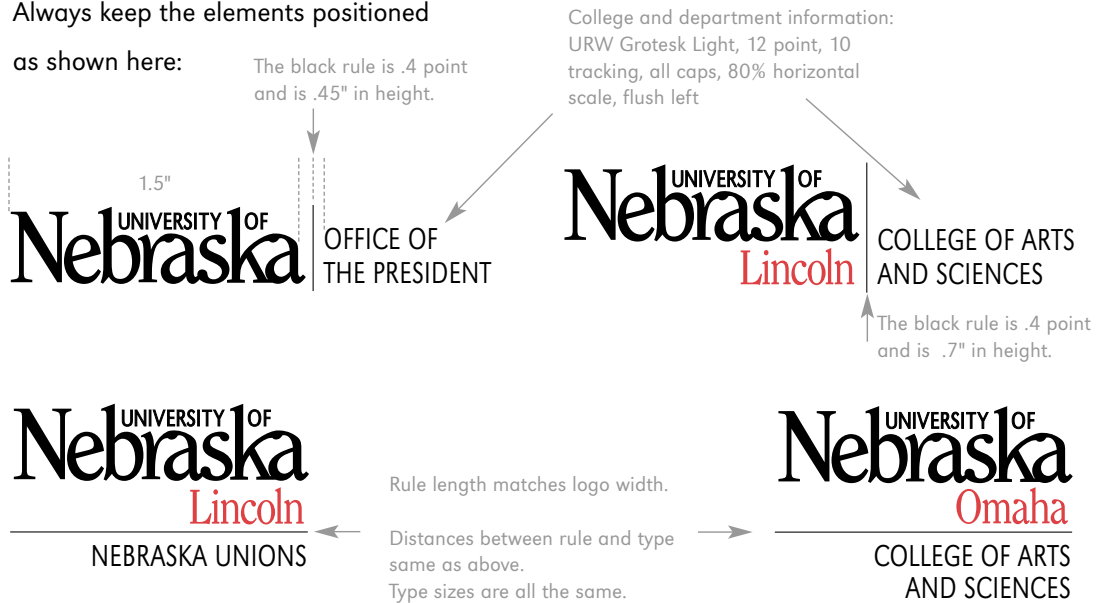 Always keep the elements positioned
as shown here:
The black rule is .4 point
and is .45" in height.
College and department information:
URW Grotesk Light, 12 point, 10
tracking, all caps, 80% horizontal
scale, flush left
1.5"
UNIVERSITY OF
Nebraska
OFFICE OF
THE PRESIDENT
UNIVERSITY OF
Nebraska
Lincoln
COLLEGE OF ARTS
AND SCIENCES
The black rule is .4 point
and is .7" in height.
UNIVERSITY OF
Nebraska
Lincoln
NEBRASKA UNIONS
Rule length matches logo width.
Distances between rule and type
same as above.
Type sizes are all the same.
UNIVERSITY OF
Nebraska
Omaha
COLLEGE OF ARTS
AND SCIENCES